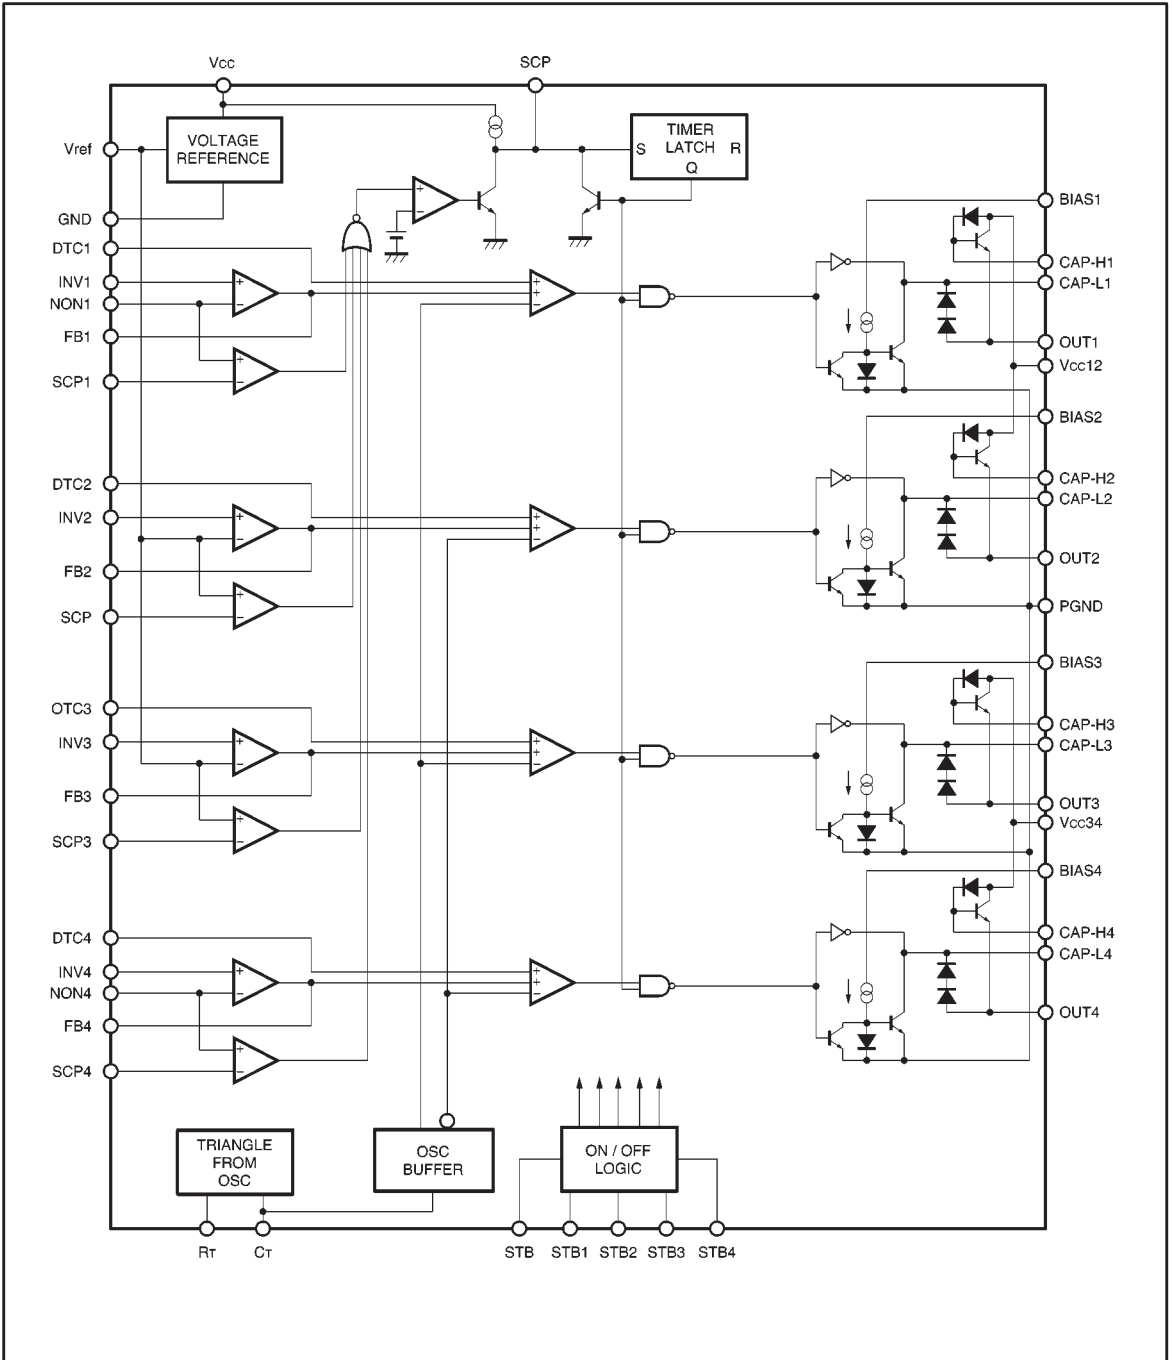 Vcc
SCP
VOLTAGE
REFERENCE
TIMER
LATCH
S
R
Q
Vref
GND
DTC1
INV1
NON1
FB1
SCP1
BIAS1
CAP-H1
CAP-L1
OUT1
Vcc12
DTC2
INV2
FB2
SCP
BIAS2
CAP-H2
CAP-L2
OUT2
PGND
OTC3
INV3
FB3
SCP3
BIAS3
CAP-H3
CAP-L3
OUT3
Vcc34
DTC4
INV4
NON4
FB4
SCP4
BIAS4
CAP-H4
CAP-L4
OUT4
TRIANGLE
FROM
OSC
OSC
BUFFER
ON / OFF
LOGIC
RT
CT
STB
STB1
STB2
STB3
STB4